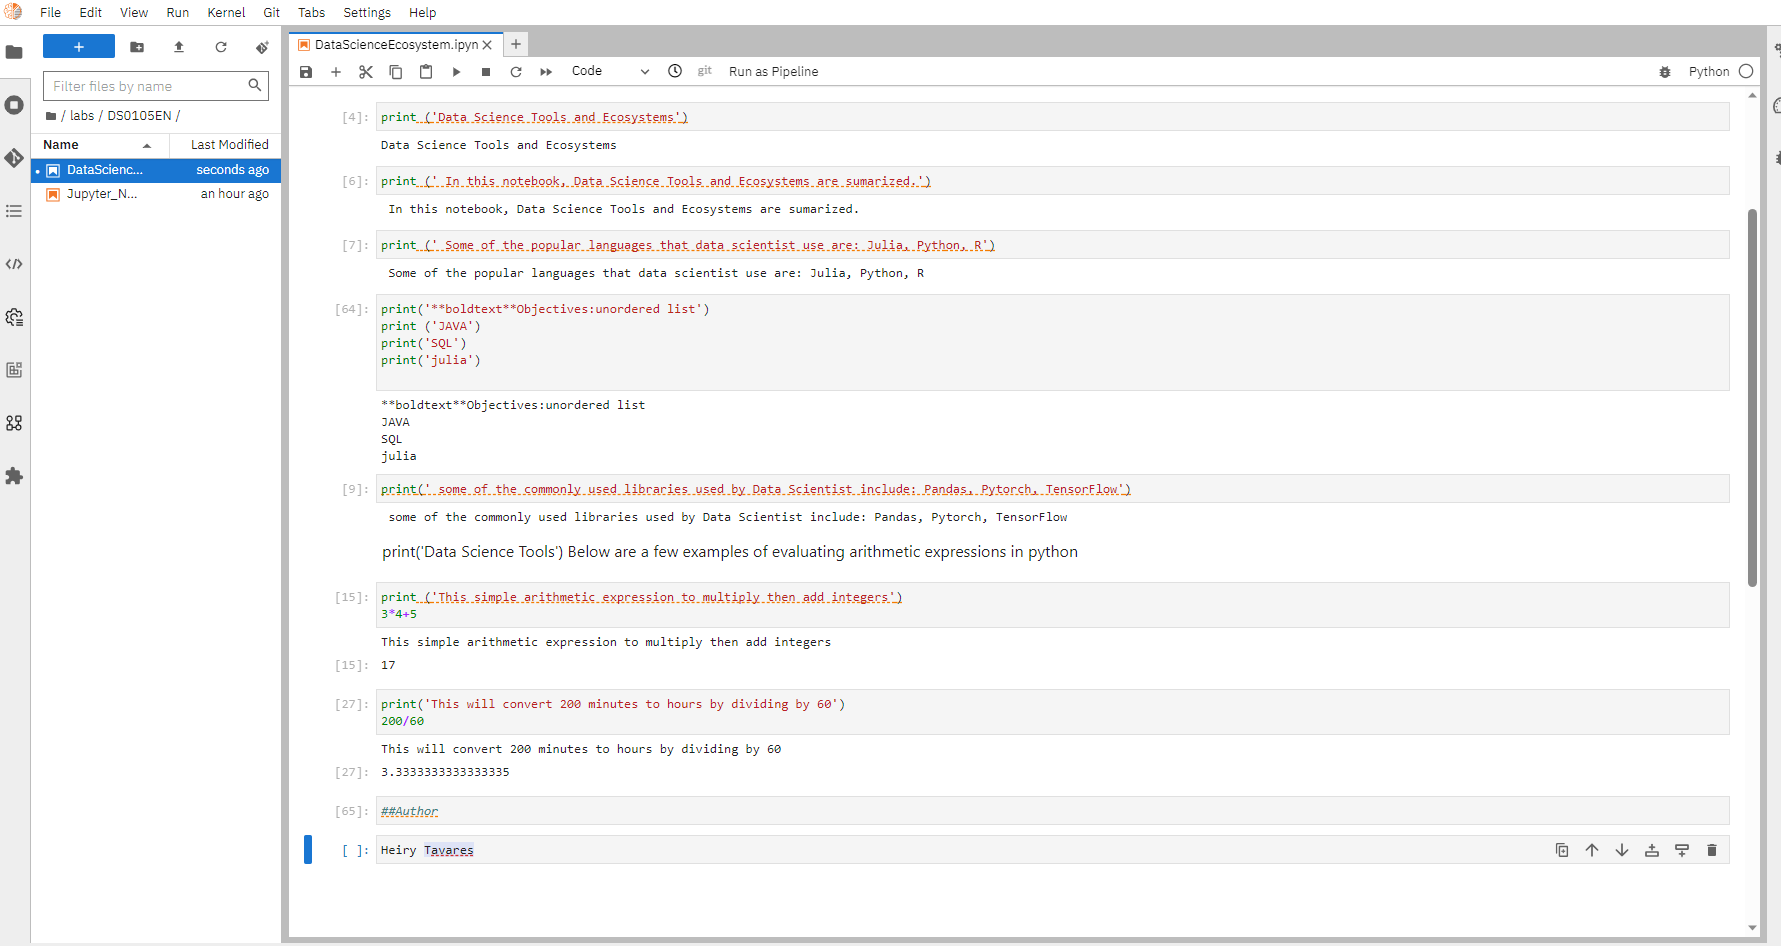 File Edit View Run Kernel Git Tabs Settings Help
Filter files by name
/ labs / DS0105EN /
Name Last Modified
DataScienc... seconds ago
Jupyter_N... an hour ago
DataScienceEcosystem.ipyn
Code git Run as Pipeline Python
[4]: print ('Data Science Tools and Ecosystems')
Data Science Tools and Ecosystems
[6]: print (' In this notebook, Data Science Tools and Ecosystems are sumarized.')
In this notebook, Data Science Tools and Ecosystems are sumarized.
[7]: print (' Some of the popular languages that data scientist use are: Julia, Python, R')
Some of the popular languages that data scientist use are: Julia, Python, R
[64]: print('**boldtext**Objectives:unordered list')
print ('JAVA')
print('SQL')
print('julia')
**boldtext**Objectives:unordered list
JAVA
SQL
julia
[9]: print(' some of the commonly used libraries used by Data Scientist include: Pandas, Pytorch, TensorFlow')
some of the commonly used libraries used by Data Scientist include: Pandas, Pytorch, TensorFlow
print('Data Science Tools') Below are a few examples of evaluating arithmetic expressions in python
[15]: print ('This simple arithmetic expression to multiply then add integers')
3*4+5
This simple arithmetic expression to multiply then add integers
[15]: 17
[27]: print('This will convert 200 minutes to hours by dividing by 60')
200/60
This will convert 200 minutes to hours by dividing by 60
[27]: 3.3333333333333335
[65]: ##Author
[ ]: Heiry Tavares